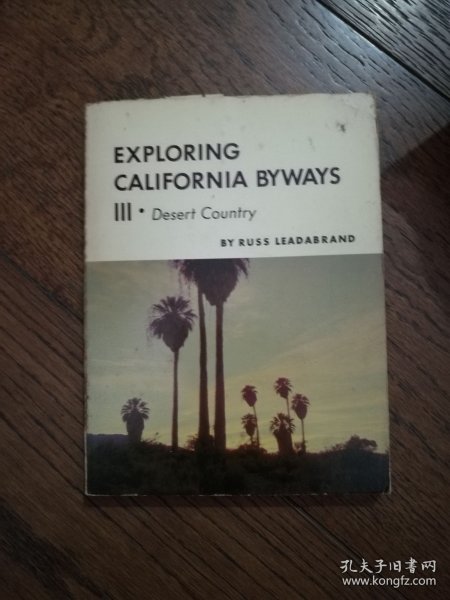 EXPLORING
CALIFORNIA BYWAYS
III • Desert Country
BY RUSS LEADABRAND
孔夫子旧书网
www.kongfz.com